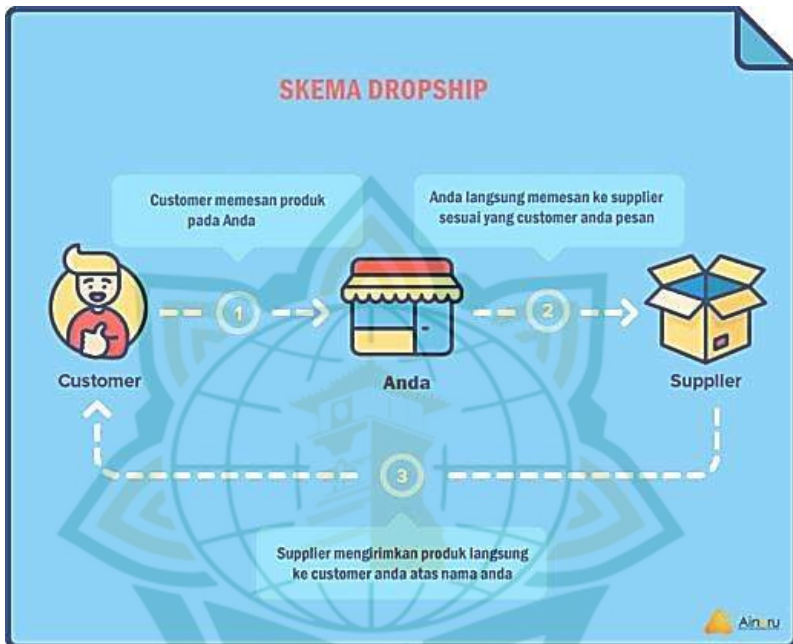 SKEMA DROPSHIP
Customer memesan produk
pada Anda
Anda langsung memesan ke supplier
sesuai yang customer anda pesan
1
2
Customer
Anda
Supplier
3
Supplier mengirimkan produk langsung
ke customer anda atas nama anda